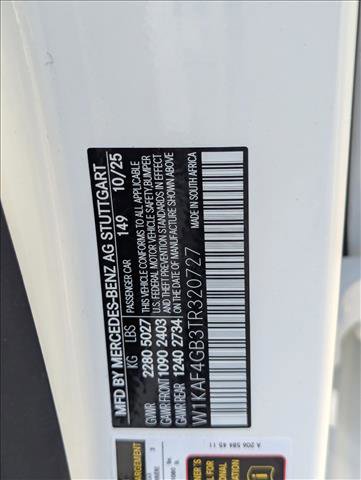 MFD BY MERCEDES-BENZ AG STUTTGART
10/25
KG LBS
GVWR 2280 5027
GAWR FRONT 1090 2403
GAWR REAR 1240 2734
PASSENGER CAR 149
THIS VEHICLE CONFORMS TO ALL APPLICABLE
FEDERAL MOTOR VEHICLE SAFETY, BUMPER
AND THEFT PREVENTION STANDARDS IN EFFECT
ON THE DATE OF MANUFACTURE SHOWN ABOVE
W1KAF4GB3TR320727
MADE IN SOUTH AFRICA
A 206 584 45 11